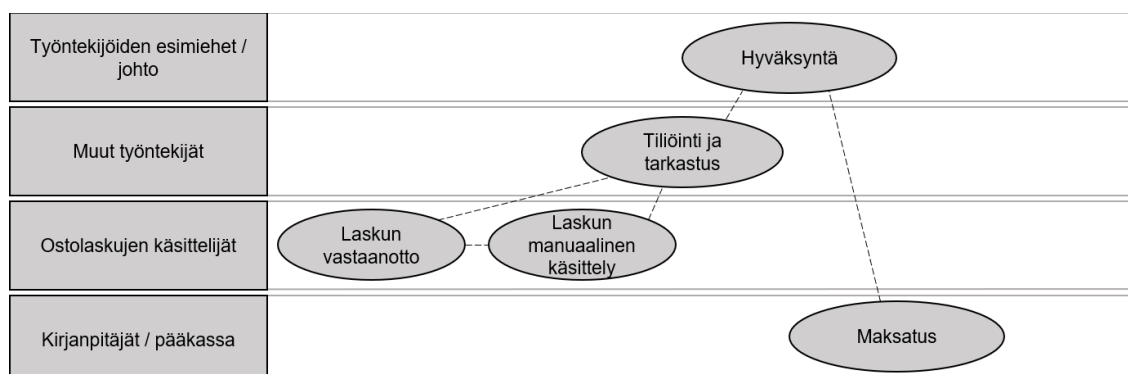 Työntekijöiden esimiehet /
johto
Hyväksyntä
Muut työntekijät
Tiliöinti ja
tarkastus
Ostolaskujen käsittelijät
Laskun
vastaanotto
Laskun
manuaalinen
käsittely
Kirjanpitäjät / pääkassa
Maksatus